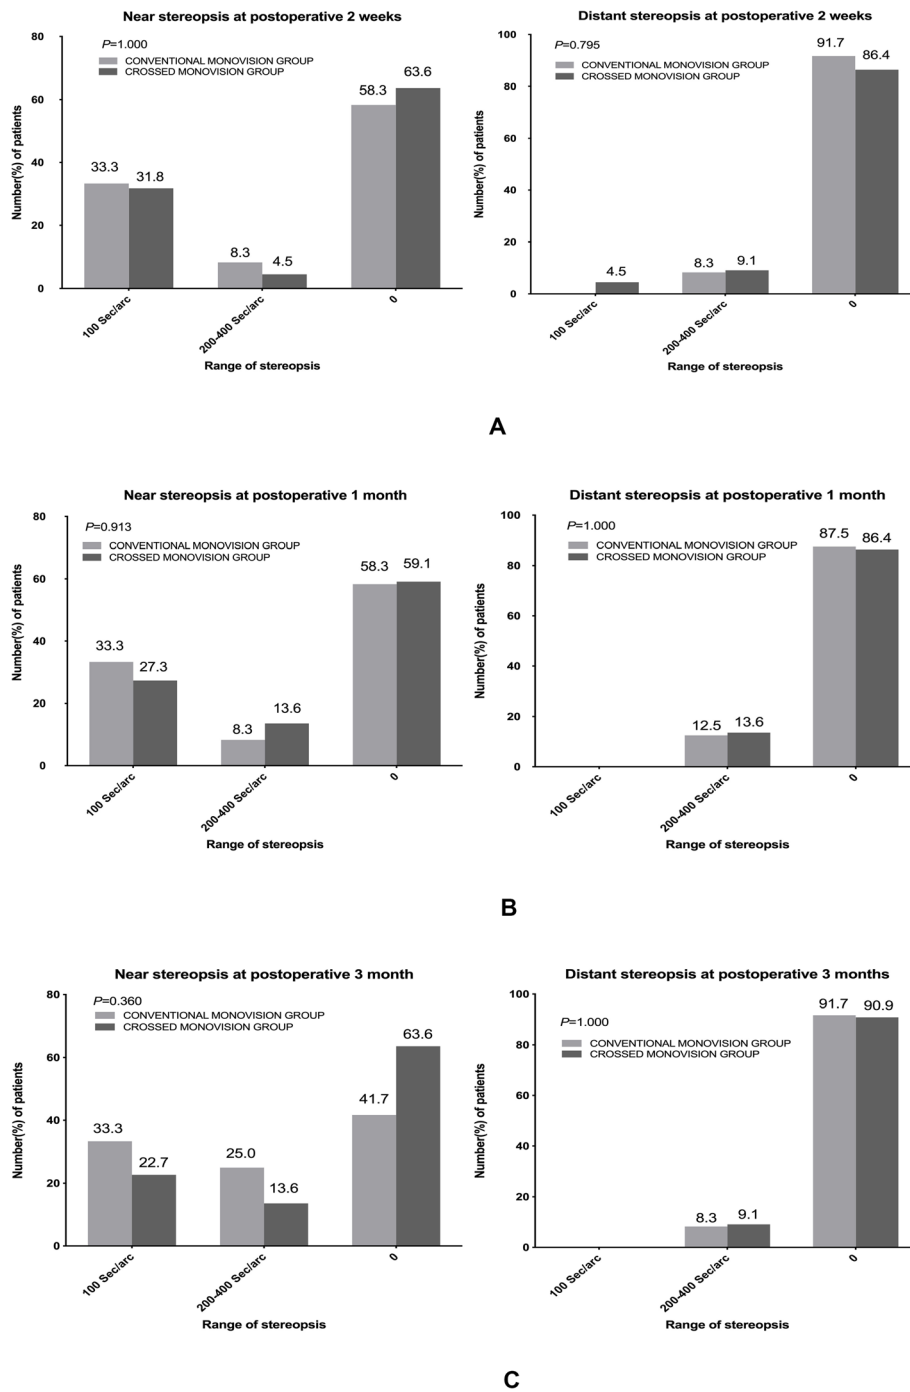 Near stereopsis at postoperative 2 weeks
P=1.000
CONVENTIONAL MONOVISION GROUP
CROSSED MONOVISION GROUP
Number(%) of patients
80
60
40
20
0
33.3
31.8
8.3
4.5
58.3
63.6
100 Sec/arc
200-400 Sec/arc
0
Range of stereopsis
Distant stereopsis at postoperative 2 weeks
P=0.795
CONVENTIONAL MONOVISION GROUP
CROSSED MONOVISION GROUP
Number(%) of patients
100
80
60
40
20
0
4.5
8.3
9.1
91.7
86.4
100 Sec/arc
200-400 Sec/arc
0
Range of stereopsis
A
Near stereopsis at postoperative 1 month
P=0.913
CONVENTIONAL MONOVISION GROUP
CROSSED MONOVISION GROUP
Number(%) of patients
80
60
40
20
0
33.3
27.3
8.3
13.6
58.3
59.1
100 Sec/arc
200-400 Sec/arc
0
Range of stereopsis
Distant stereopsis at postoperative 1 month
P=1.000
CONVENTIONAL MONOVISION GROUP
CROSSED MONOVISION GROUP
Number(%) of patients
100
80
60
40
20
0
12.5
13.6
87.5
86.4
100 Sec/arc
200-400 Sec/arc
0
Range of stereopsis
B
Near stereopsis at postoperative 3 month
P=0.360
CONVENTIONAL MONOVISION GROUP
CROSSED MONOVISION GROUP
Number(%) of patients
80
60
40
20
0
33.3
22.7
25.0
13.6
41.7
63.6
100 Sec/arc
200-400 Sec/arc
0
Range of stereopsis
Distant stereopsis at postoperative 3 months
P=1.000
CONVENTIONAL MONOVISION GROUP
CROSSED MONOVISION GROUP
Number(%) of patients
100
80
60
40
20
0
8.3
9.1
91.7
90.9
100 Sec/arc
200-400 Sec/arc
0
Range of stereopsis
C